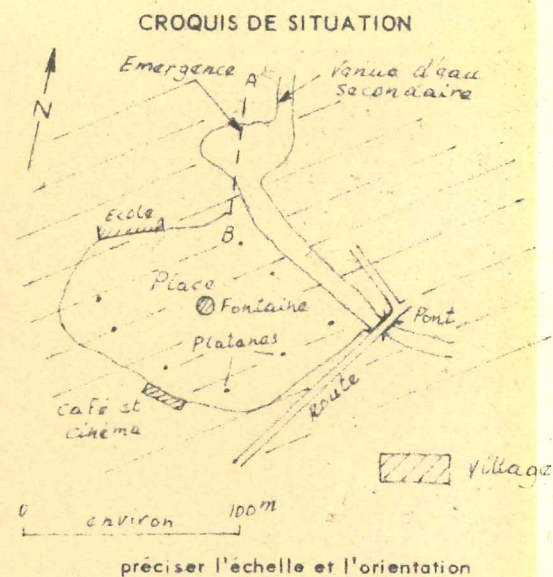 CROQUIS DE SITUATION
N
Emergence
A
Venue d'eau
secondaire
Ecole
B
Place
Fontaine
Platanes
Pont
Route
Café et
cinéma
Village
0 environ 100m
préciser l'échelle et l'orientation